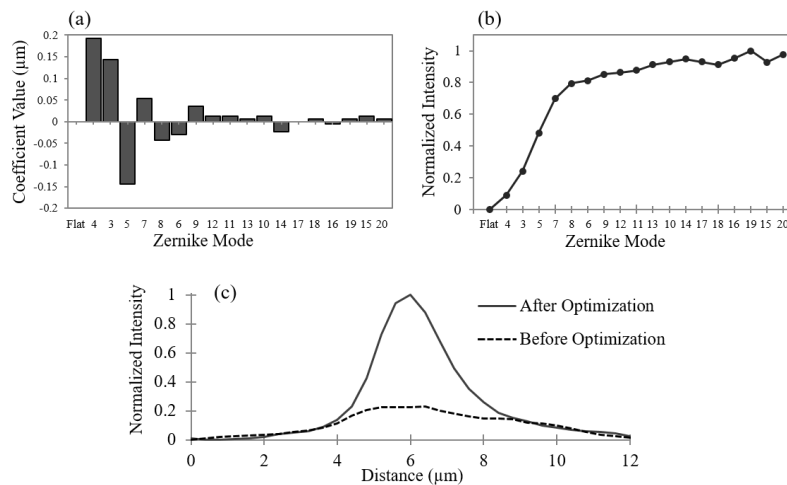 (a)
0.2
0.15
0.1
0.05
0
-0.05
-0.1
-0.15
-0.2
Coefficient Value (µm)
Flat 4 3 5 7 8 6 9 12 11 13 10 14 17 18 16 19 15 20
Zernike Mode
(b)
1
0.8
0.6
0.4
0.2
0
Normalized Intensity
Flat 4 3 5 7 8 6 9 12 11 13 10 14 17 18 16 19 15 20
Zernike Mode
(c)
1
0.8
0.6
0.4
0.2
0
Normalized Intensity
After Optimization
Before Optimization
0 2 4 6 8 10 12
Distance (µm)